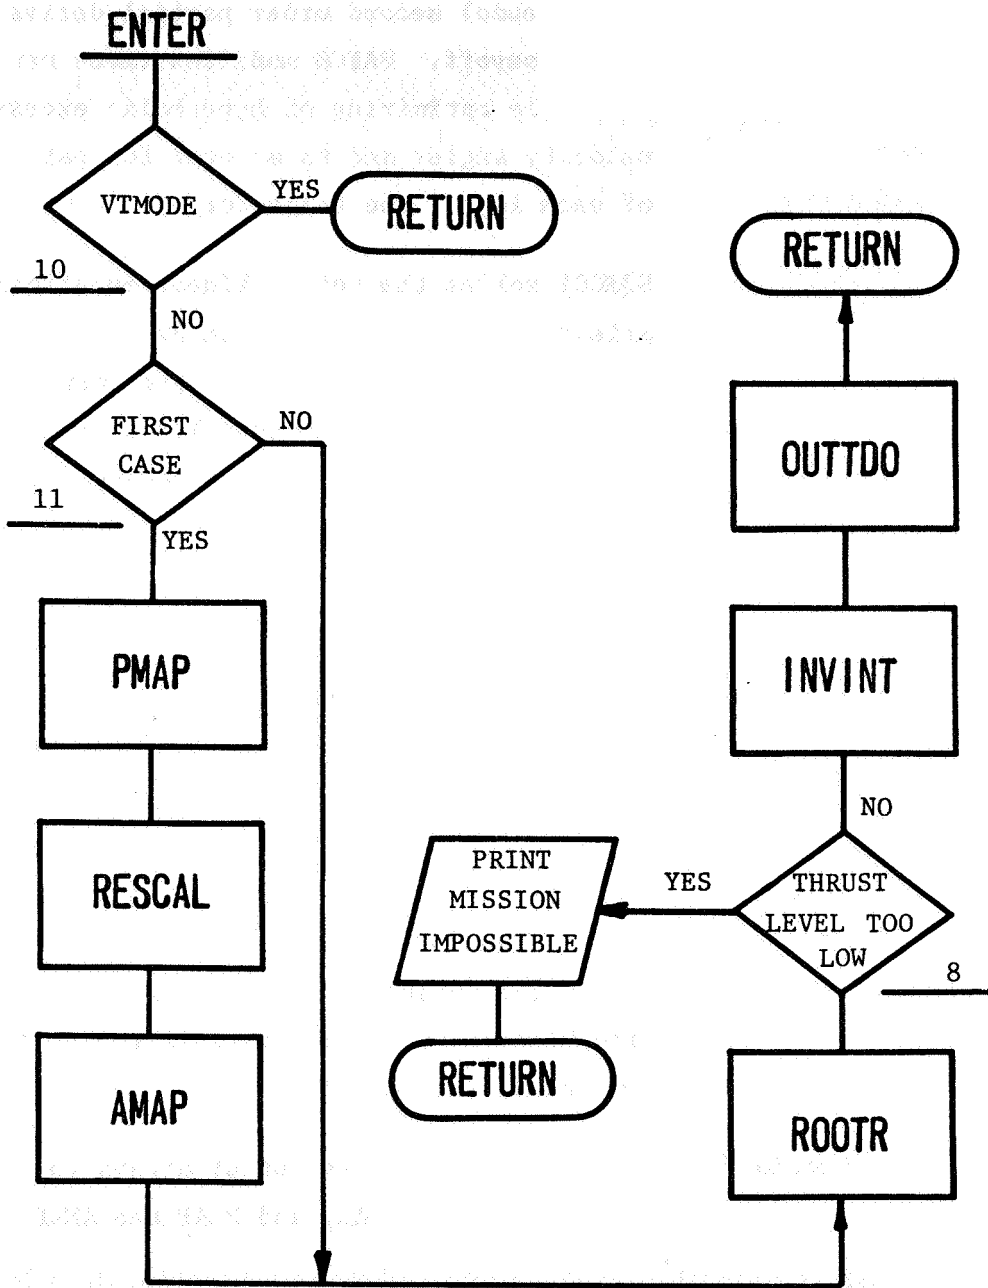 ENTER
VTMODE
YES
RETURN
10
NO
FIRST
CASE
NO
11
YES
PMAP
RESCAL
AMAP
RETURN
OUTTDO
INVINT
NO
THRUST
LEVEL TOO
LOW
YES
PRINT
MISSION
IMPOSSIBLE
RETURN
8
ROOTR